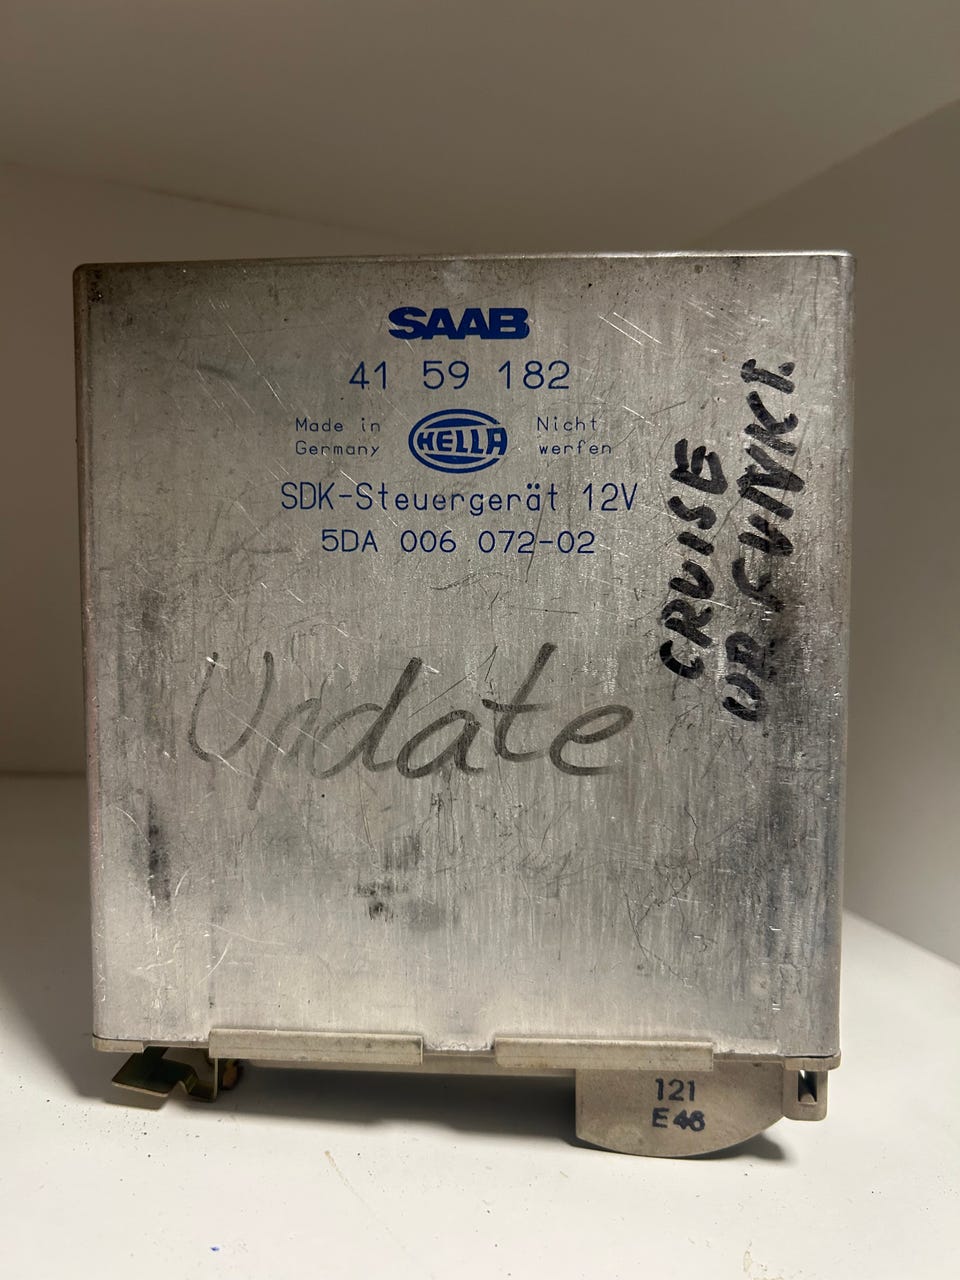 SAAB
41 59 182
Made in Germany
HELLA
Nicht werfen
SDK-Steuergerät 12V
5DA 006 072-02
CRUISE
UR FUNKT.
Update
121
E46